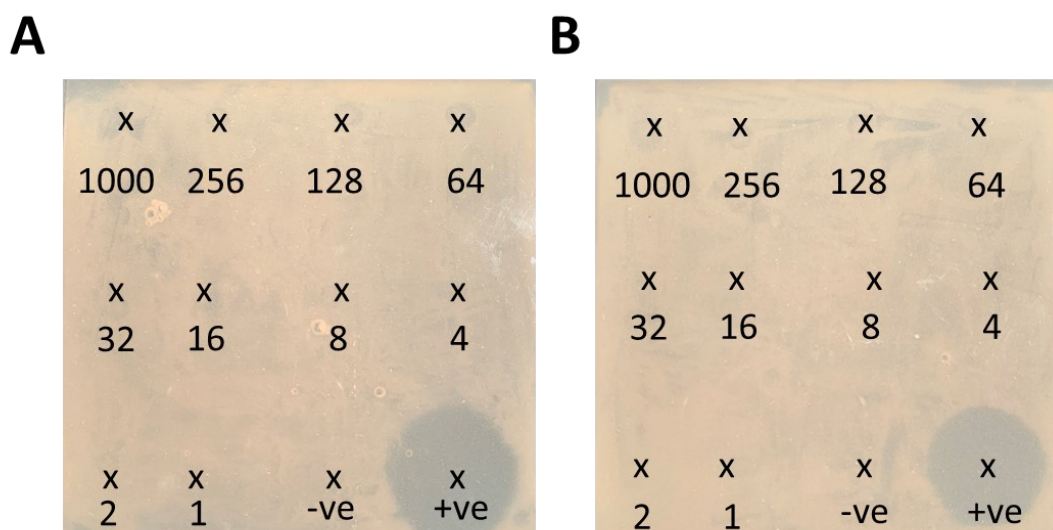 A
B
x x x x
1000 256 128 64
x x x x
32 16 8 4
x x x x
2 1 -ve +ve
x x x x
1000 256 128 64
x x x x
32 16 8 4
x x x x
2 1 -ve +ve